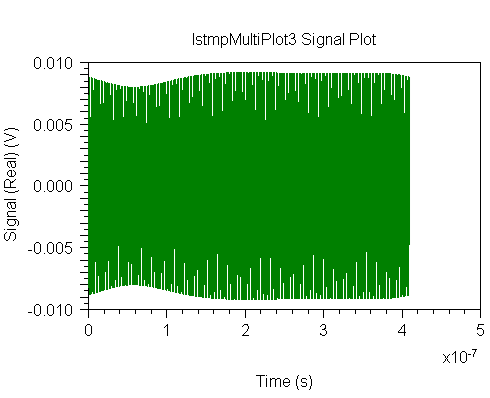 lstmpMultiPlot3 Signal Plot
0.010
0.005
0.000
-0.005
-0.010
Signal (Real) (V)
0 1 2 3 4 5
x10-7
Time (s)